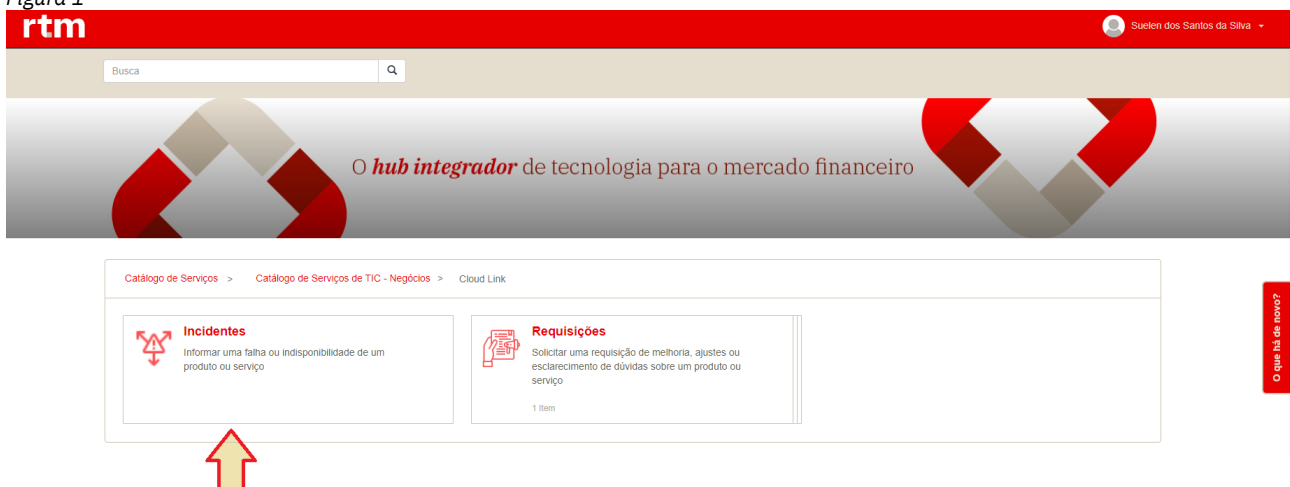 Figura 1
rtm
Suelen dos Santos da Silva
Busca
O hub integrador de tecnologia para o mercado financeiro
Catálogo de Serviços > Catálogo de Serviços de TIC - Negócios > Cloud Link
Incidentes
Informar uma falha ou indisponibilidade de um
produto ou serviço
Requisições
Solicitar uma requisição de melhoria, ajustes ou
esclarecimento de dúvidas sobre um produto ou
serviço
1 Item
O que há de novo?